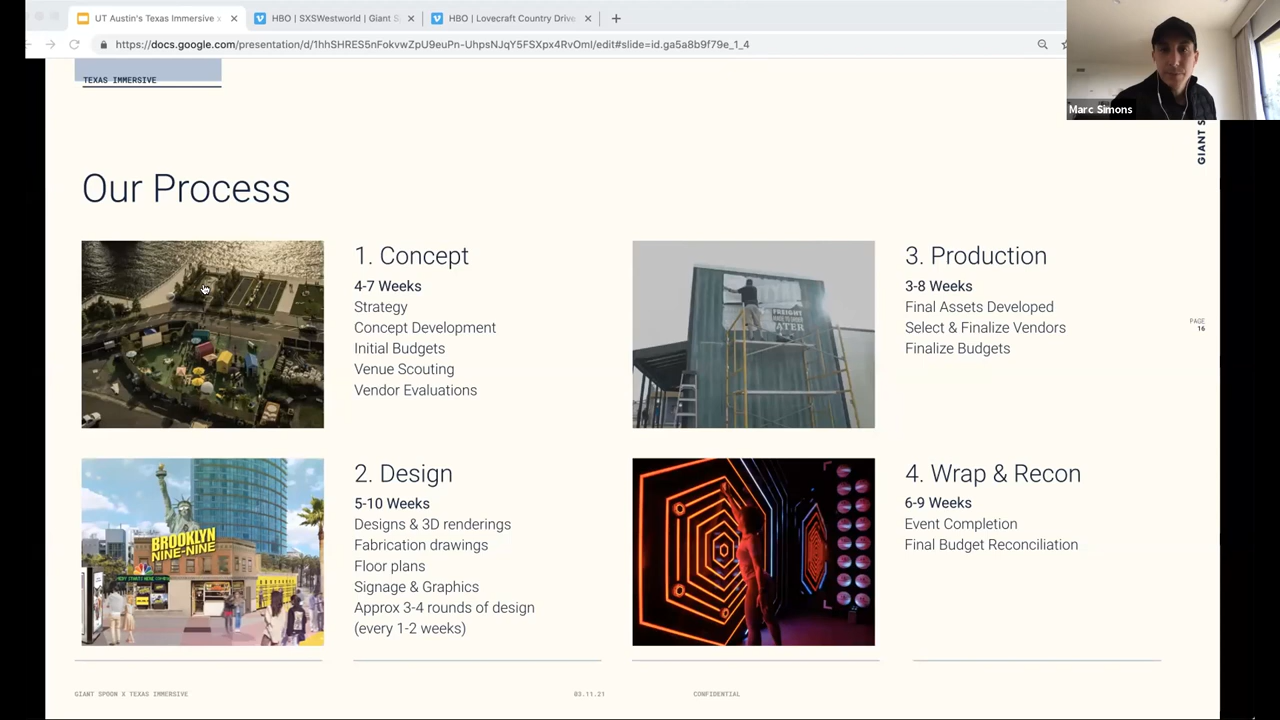 UT Austin's Texas Immersive x
HBO | SXSWestworld | Giant S
HBO | Lovecraft Country Drive
https://docs.google.com/presentation/d/1hhSHRES5nFokvwZpU9euPn-UhpsNJqY5FSXpx4RvOmI/edit#slide=id.ga5a8b9f79e_1_4
Marc Simons
TEXAS IMMERSIVE
GIANT S
Our Process
1. Concept
4-7 Weeks
Strategy
Concept Development
Initial Budgets
Venue Scouting
Vendor Evaluations
FREIGHT
WATER
3. Production
3-8 Weeks
Final Assets Developed
Select & Finalize Vendors
Finalize Budgets
PAGE
16
BROOKLYN
NINE-NINE
2. Design
5-10 Weeks
Designs & 3D renderings
Fabrication drawings
Floor plans
Signage & Graphics
Approx 3-4 rounds of design
(every 1-2 weeks)
4. Wrap & Recon
6-9 Weeks
Event Completion
Final Budget Reconciliation
GIANT SPOON X TEXAS IMMERSIVE
03.11.21
CONFIDENTIAL